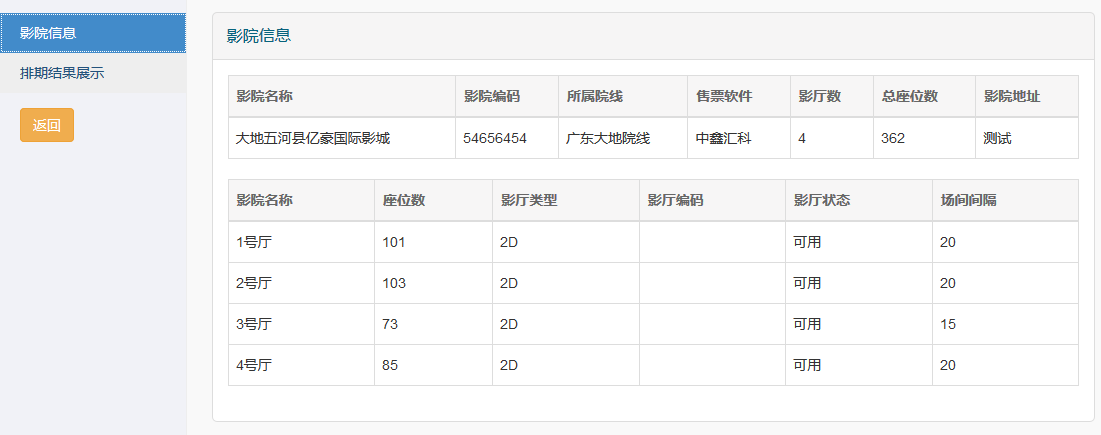 影院信息
排期结果展示
返回
影院信息
影院名称 影院编码 所属院线 售票软件 影厅数 总座位数 影院地址
大地五河县亿豪国际影城 54656454 广东大地院线 中鑫汇科 4 362 测试
影院名称 座位数 影厅类型 影厅编码 影厅状态 场间间隔
1号厅 101 2D 可用 20
2号厅 103 2D 可用 20
3号厅 73 2D 可用 15
4号厅 85 2D 可用 20